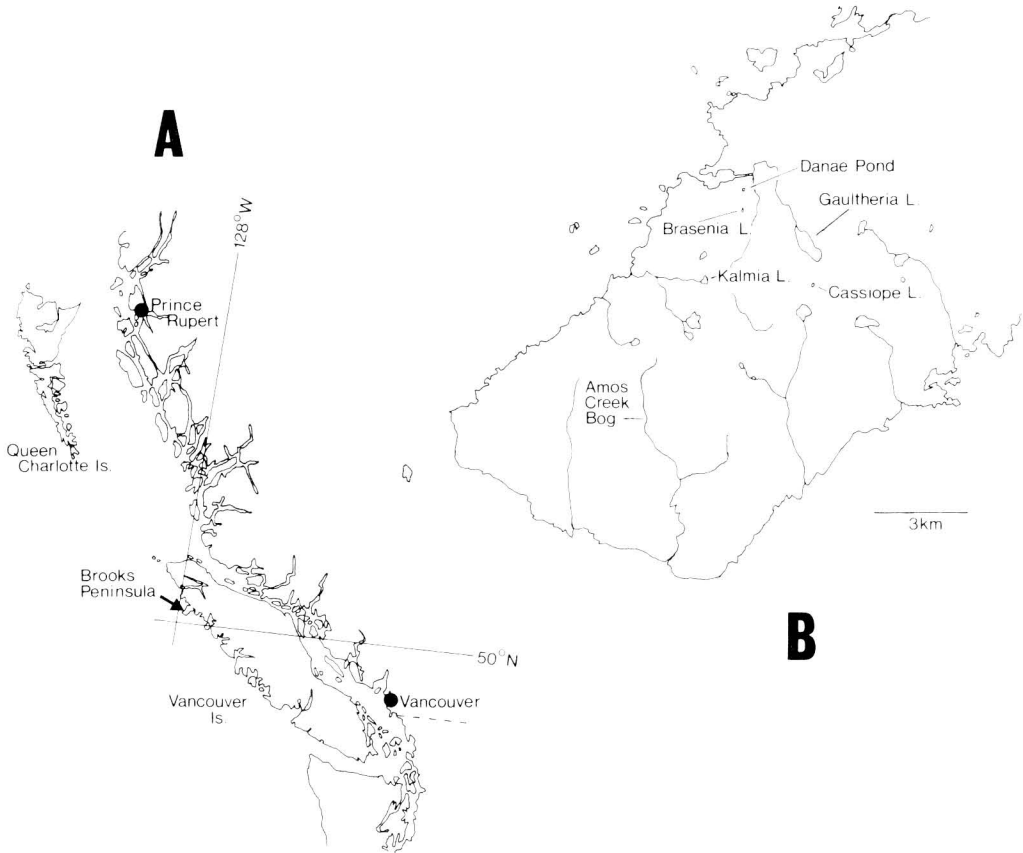 A
128°W
Prince
Rupert
Queen
Charlotte Is.
Brooks
Peninsula
50°N
Vancouver
Is.
Vancouver
Danae Pond
Gaultheria L.
Brasenia L.
Kalmia L.
Cassiope L.
Amos
Creek
Bog
3km
B